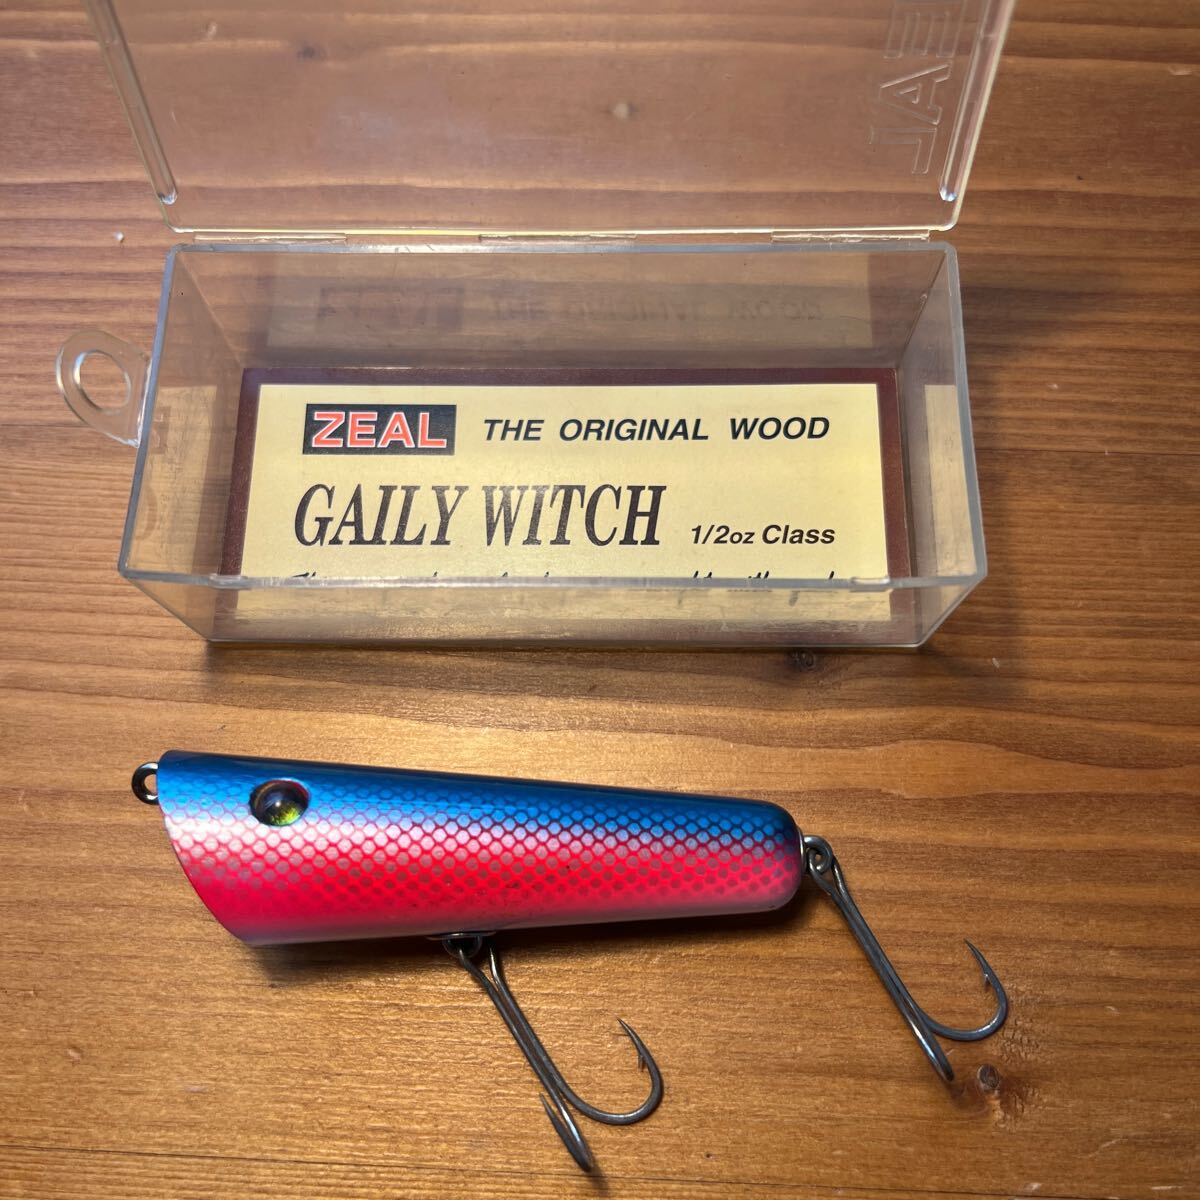 ZEAL THE ORIGINAL WOOD
GAILY WITCH 1/2oz Class